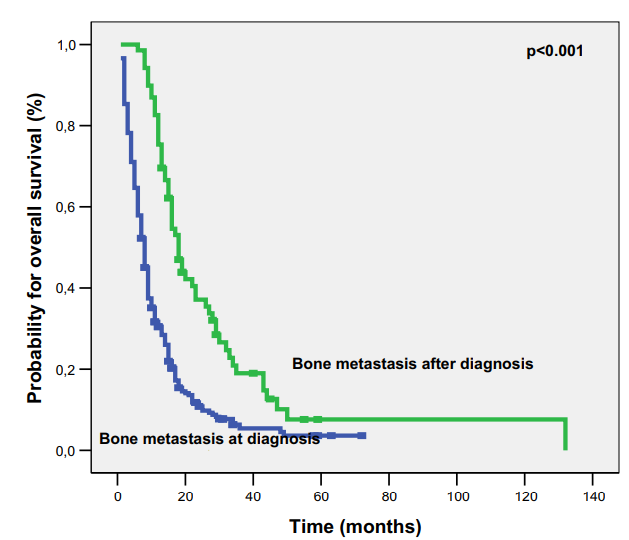 p<0.001
Probability for overall survival (%)
1,0
0,8
0,6
0,4
0,2
0,0
Bone metastasis after diagnosis
Bone metastasis at diagnosis
0 20 40 60 80 100 120 140
Time (months)